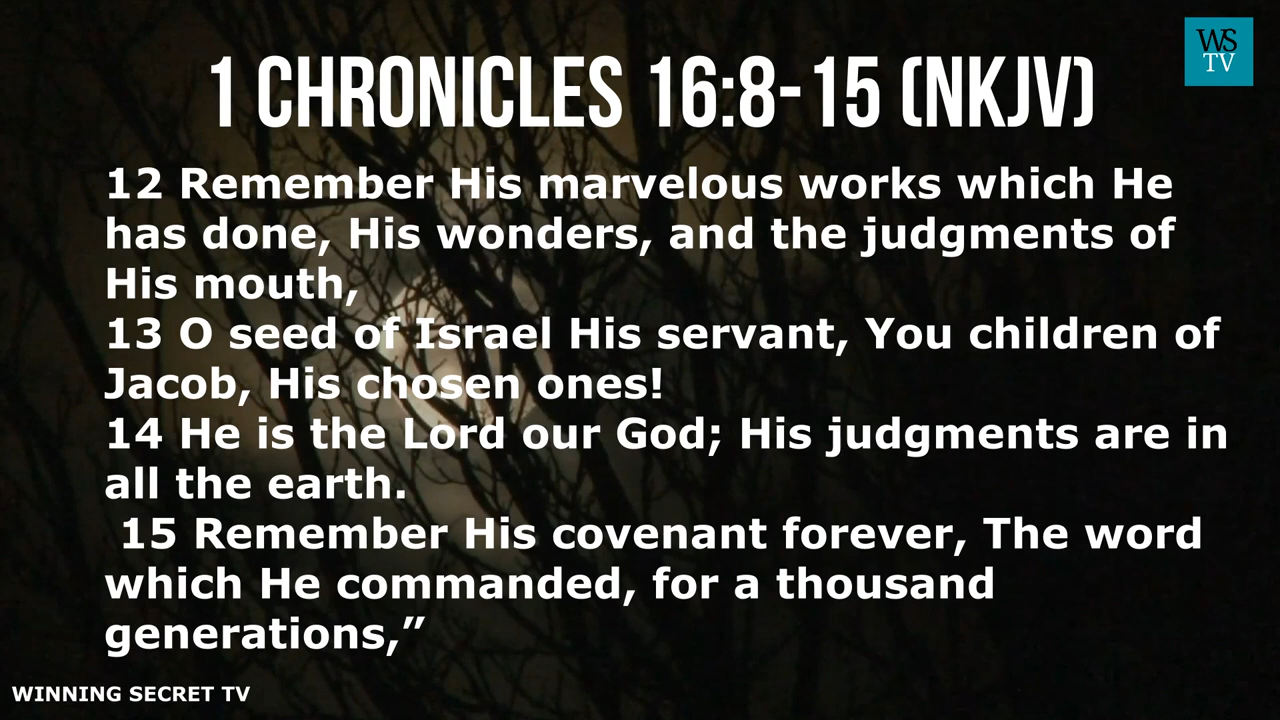 WS
TV
1 CHRONICLES 16:8-15 (NKJV)
12 Remember His marvelous works which He
has done, His wonders, and the judgments of
His mouth,
13 O seed of Israel His servant, You children of
Jacob, His chosen ones!
14 He is the Lord our God; His judgments are in
all the earth.
15 Remember His covenant forever, The word
which He commanded, for a thousand
generations,”
WINNING SECRET TV